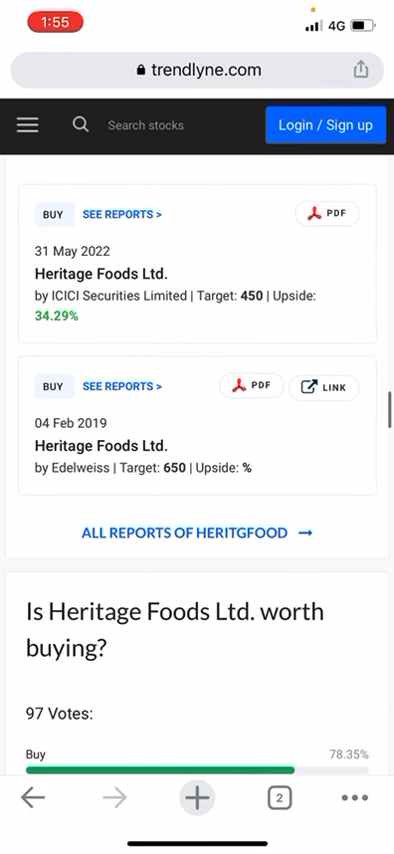 1:55
4G
trendlyne.com
Search stocks
Login / Sign up
BUY SEE REPORTS > PDF
31 May 2022
Heritage Foods Ltd.
by ICICI Securities Limited | Target: 450 | Upside:
34.29%
BUY SEE REPORTS > PDF LINK
04 Feb 2019
Heritage Foods Ltd.
by Edelweiss | Target: 650 | Upside: %
ALL REPORTS OF HERITGFOOD →
Is Heritage Foods Ltd. worth
buying?
97 Votes:
Buy 78.35%
2